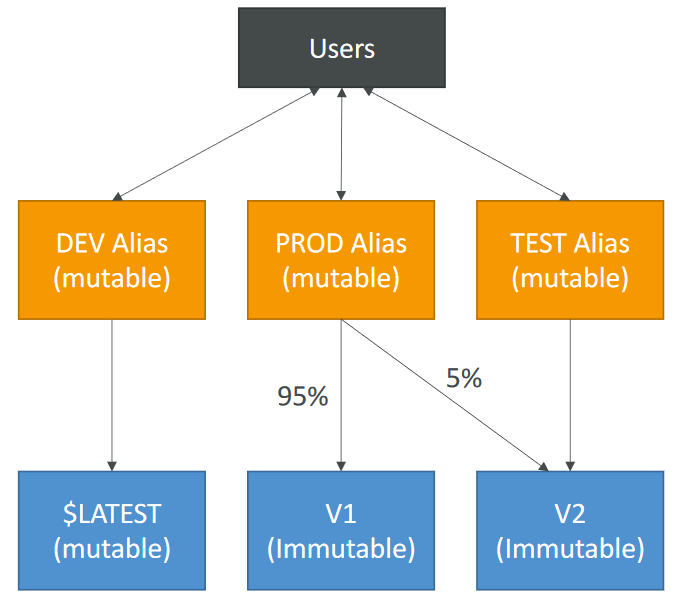 Users
DEV Alias
(mutable)
PROD Alias
(mutable)
TEST Alias
(mutable)
95%
5%
$LATEST
(mutable)
V1
(Immutable)
V2
(Immutable)